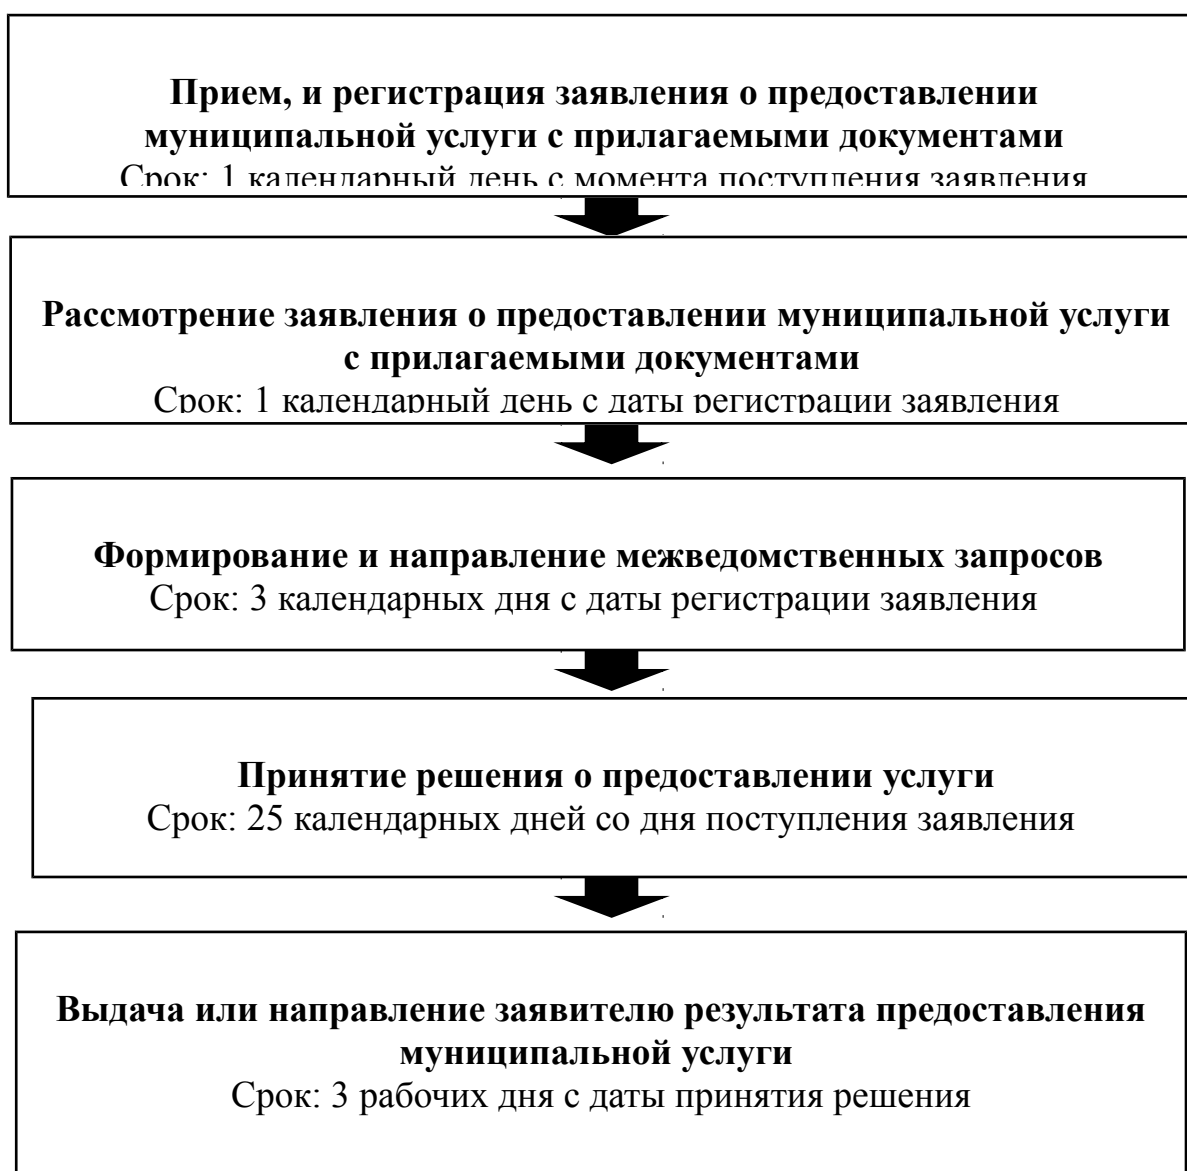 Прием, и регистрация заявления о предоставлении
муниципальной услуги с прилагаемыми документами
Срок: 1 календарный день с момента поступления заявления
Рассмотрение заявления о предоставлении муниципальной услуги
с прилагаемыми документами
Срок: 1 календарный день с даты регистрации заявления
Формирование и направление межведомственных запросов
Срок: 3 календарных дня с даты регистрации заявления
Принятие решения о предоставлении услуги
Срок: 25 календарных дней со дня поступления заявления
Выдача или направление заявителю результата предоставления
муниципальной услуги
Срок: 3 рабочих дня с даты принятия решения